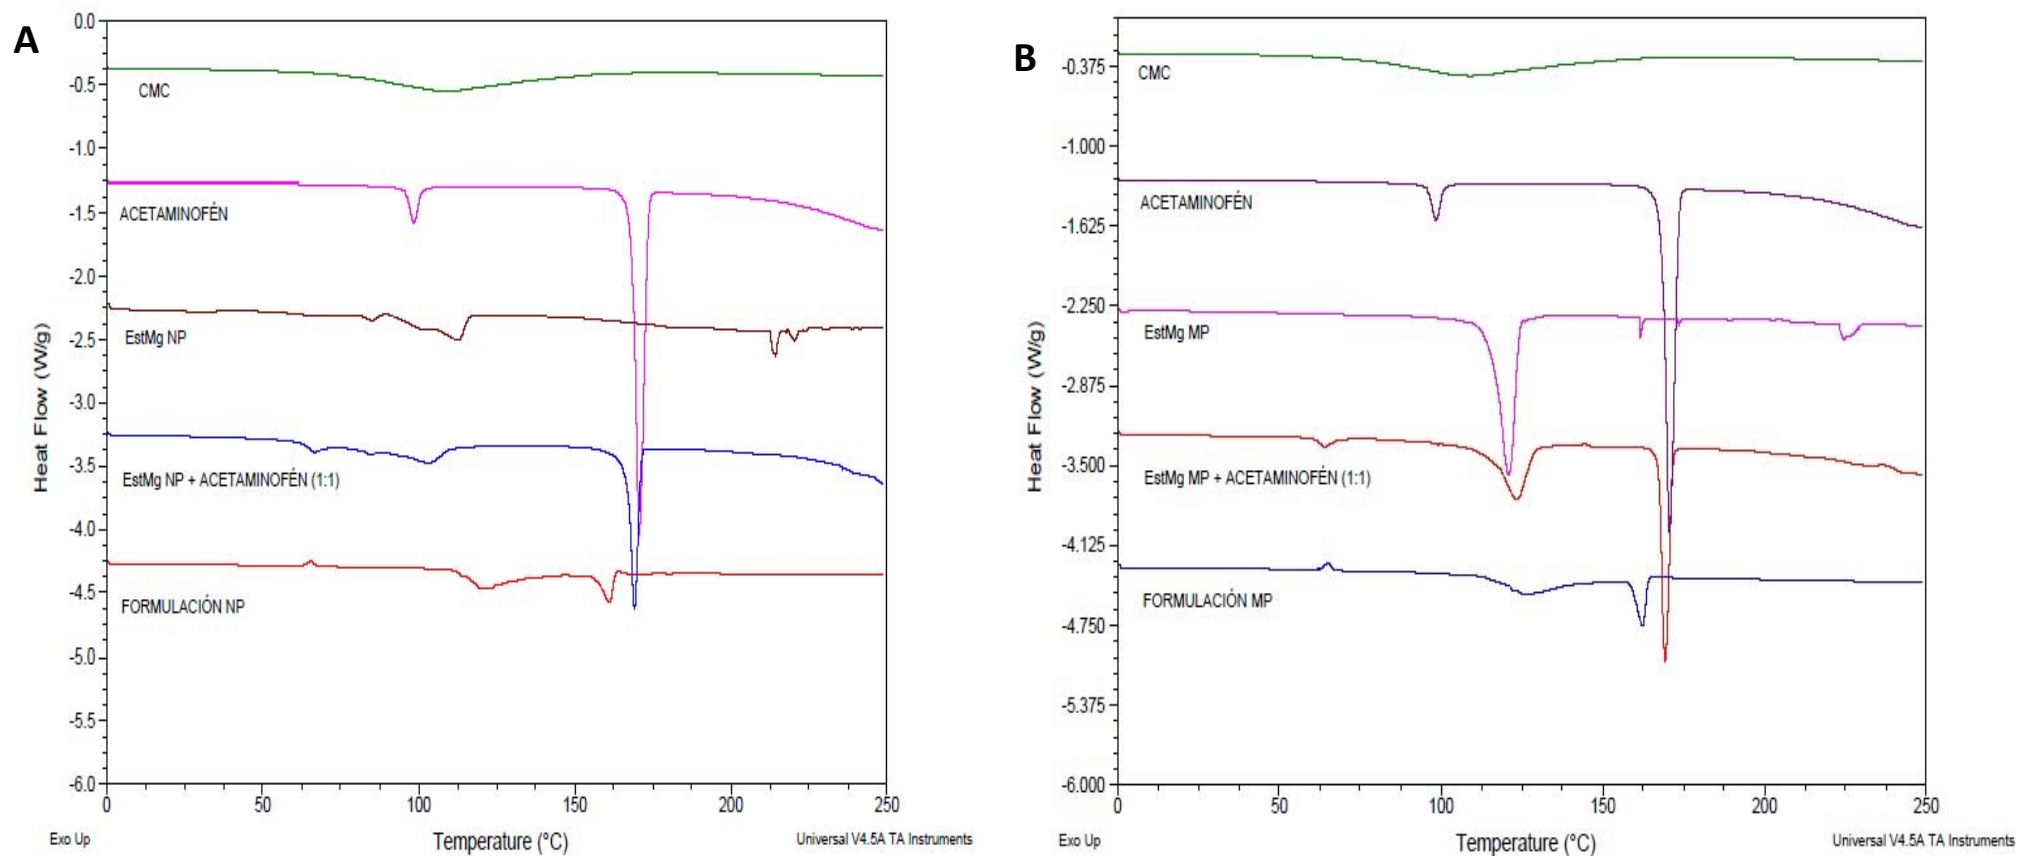 A
0.0
-0.5
-1.0
-1.5
-2.0
-2.5
-3.0
-3.5
-4.0
-4.5
-5.0
-5.5
-6.0
Heat Flow (W/g)
CMC
ACETAMINOFÉN
EstMg NP
EstMg NP + ACETAMINOFÉN (1:1)
FORMULACIÓN NP
0 50 100 150 200 250
Exo Up
Temperature (°C)
Universal V4.5A TA Instruments
B
-0.375
-1.000
-1.625
-2.250
-2.875
-3.500
-4.125
-4.750
-5.375
-6.000
Heat Flow (W/g)
CMC
ACETAMINOFÉN
EstMg MP
EstMg MP + ACETAMINOFÉN (1:1)
FORMULACIÓN MP
0 50 100 150 200 250
Exo Up
Temperature (°C)
Universal V4.5A TA Instruments